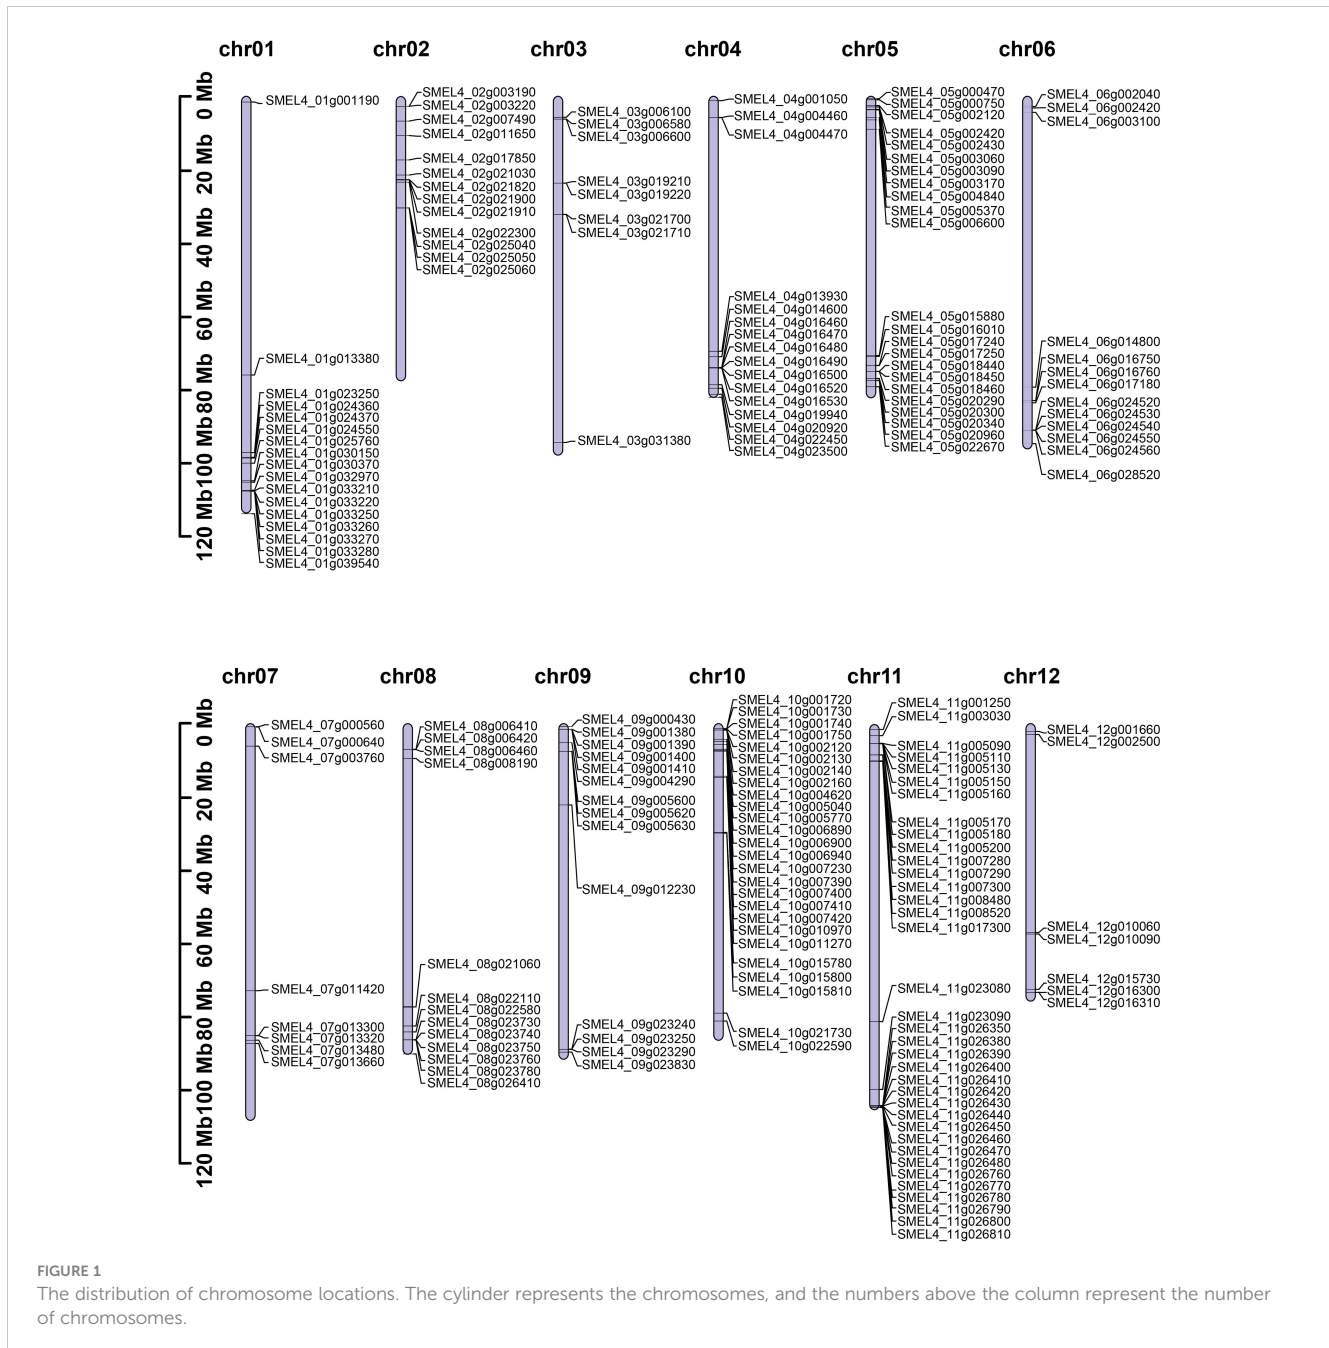 chr01 chr02 chr03 chr04 chr05 chr06
0 Mb
20 Mb
40 Mb
60 Mb
80 Mb
100 Mb
120 Mb
SMEL4_01g001190
SMEL4_01g013380
SMEL4_01g023250
SMEL4_01g024360
SMEL4_01g024370
SMEL4_01g024550
SMEL4_01g025760
SMEL4_01g030150
SMEL4_01g030370
SMEL4_01g032970
SMEL4_01g033210
SMEL4_01g033220
SMEL4_01g033250
SMEL4_01g033260
SMEL4_01g033270
SMEL4_01g033280
SMEL4_01g039540
SMEL4_02g003190
SMEL4_02g003220
SMEL4_02g007490
SMEL4_02g011650
SMEL4_02g017850
SMEL4_02g021030
SMEL4_02g021820
SMEL4_02g021900
SMEL4_02g021910
SMEL4_02g022300
SMEL4_02g025040
SMEL4_02g025050
SMEL4_02g025060
SMEL4_03g006100
SMEL4_03g006580
SMEL4_03g006600
SMEL4_03g019210
SMEL4_03g019220
SMEL4_03g021700
SMEL4_03g021710
SMEL4_03g031380
SMEL4_04g001050
SMEL4_04g004460
SMEL4_04g004470
SMEL4_04g013930
SMEL4_04g014600
SMEL4_04g016460
SMEL4_04g016470
SMEL4_04g016480
SMEL4_04g016490
SMEL4_04g016500
SMEL4_04g016520
SMEL4_04g016530
SMEL4_04g019940
SMEL4_04g020920
SMEL4_04g022450
SMEL4_04g023500
SMEL4_05g000470
SMEL4_05g000750
SMEL4_05g002120
SMEL4_05g002420
SMEL4_05g002430
SMEL4_05g003060
SMEL4_05g003090
SMEL4_05g003170
SMEL4_05g004840
SMEL4_05g005370
SMEL4_05g006600
SMEL4_05g015880
SMEL4_05g016010
SMEL4_05g017240
SMEL4_05g017250
SMEL4_05g018440
SMEL4_05g018450
SMEL4_05g018460
SMEL4_05g020290
SMEL4_05g020300
SMEL4_05g020340
SMEL4_05g020960
SMEL4_05g022670
SMEL4_06g002040
SMEL4_06g002420
SMEL4_06g003100
SMEL4_06g014800
SMEL4_06g016750
SMEL4_06g016760
SMEL4_06g017180
SMEL4_06g024520
SMEL4_06g024530
SMEL4_06g024540
SMEL4_06g024550
SMEL4_06g024560
SMEL4_06g028520
chr07 chr08 chr09 chr10 chr11 chr12
0 Mb
20 Mb
40 Mb
60 Mb
80 Mb
100 Mb
120 Mb
SMEL4_07g000560
SMEL4_07g000640
SMEL4_07g003760
SMEL4_07g011420
SMEL4_07g013300
SMEL4_07g013320
SMEL4_07g013480
SMEL4_07g013660
SMEL4_08g006410
SMEL4_08g006420
SMEL4_08g006460
SMEL4_08g008190
SMEL4_08g021060
SMEL4_08g022110
SMEL4_08g022580
SMEL4_08g023730
SMEL4_08g023740
SMEL4_08g023750
SMEL4_08g023760
SMEL4_08g023780
SMEL4_08g026410
SMEL4_09g000430
SMEL4_09g001380
SMEL4_09g001390
SMEL4_09g001400
SMEL4_09g001410
SMEL4_09g004290
SMEL4_09g005600
SMEL4_09g005620
SMEL4_09g005630
SMEL4_09g012230
SMEL4_09g023240
SMEL4_09g023250
SMEL4_09g023290
SMEL4_09g023830
SMEL4_10g001720
SMEL4_10g001730
SMEL4_10g001740
SMEL4_10g001750
SMEL4_10g002120
SMEL4_10g002130
SMEL4_10g002140
SMEL4_10g002160
SMEL4_10g004620
SMEL4_10g005040
SMEL4_10g005770
SMEL4_10g006890
SMEL4_10g006900
SMEL4_10g006940
SMEL4_10g007230
SMEL4_10g007390
SMEL4_10g007400
SMEL4_10g007410
SMEL4_10g007420
SMEL4_10g010970
SMEL4_10g011270
SMEL4_10g015780
SMEL4_10g015800
SMEL4_10g015810
SMEL4_10g021730
SMEL4_10g022590
SMEL4_11g001250
SMEL4_11g003030
SMEL4_11g005090
SMEL4_11g005110
SMEL4_11g005130
SMEL4_11g005150
SMEL4_11g005160
SMEL4_11g005170
SMEL4_11g005180
SMEL4_11g005200
SMEL4_11g007280
SMEL4_11g007290
SMEL4_11g007300
SMEL4_11g008480
SMEL4_11g008520
SMEL4_11g017300
SMEL4_11g023080
SMEL4_11g023090
SMEL4_11g026350
SMEL4_11g026380
SMEL4_11g026390
SMEL4_11g026400
SMEL4_11g026410
SMEL4_11g026420
SMEL4_11g026430
SMEL4_11g026440
SMEL4_11g026450
SMEL4_11g026460
SMEL4_11g026470
SMEL4_11g026480
SMEL4_11g026760
SMEL4_11g026770
SMEL4_11g026780
SMEL4_11g026790
SMEL4_11g026800
SMEL4_11g026810
SMEL4_12g001660
SMEL4_12g002500
SMEL4_12g010060
SMEL4_12g010090
SMEL4_12g015730
SMEL4_12g016300
SMEL4_12g016310
FIGURE 1
The distribution of chromosome locations. The cylinder represents the chromosomes, and the numbers above the column represent the number
of chromosomes.